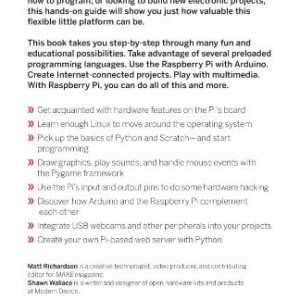 how to program, or looking to build new electronic projects,
this hands-on guide will show you just how valuable this
flexible little platform can be.
This book takes you step-by-step through many fun and
educational possibilities. Take advantage of several preloaded
programming languages. Use the Raspberry Pi with Arduino.
Create Internet-connected projects. Play with multimedia.
With Raspberry Pi, you can do all of this and more.
» Get acquainted with hardware features on the Pi's board
» Learn enough Linux to move around the operating system
» Pick up the basics of Python and Scratch—and start
programming
» Draw graphics, play sounds, and handle mouse events with
the Pygame framework
» Use the Pi's input and output pins to do some hardware hacking
» Discover how Arduino and the Raspberry Pi complement
each other
» Integrate USB webcams and other peripherals into your projects
» Create your own Pi-based web server with Python
Matt Richardson is a creative technologist, video producer, and contributing
editor for MAKE magazine.
Shawn Wallace is a writer and designer of open hardware kits and products
at Modern Device.